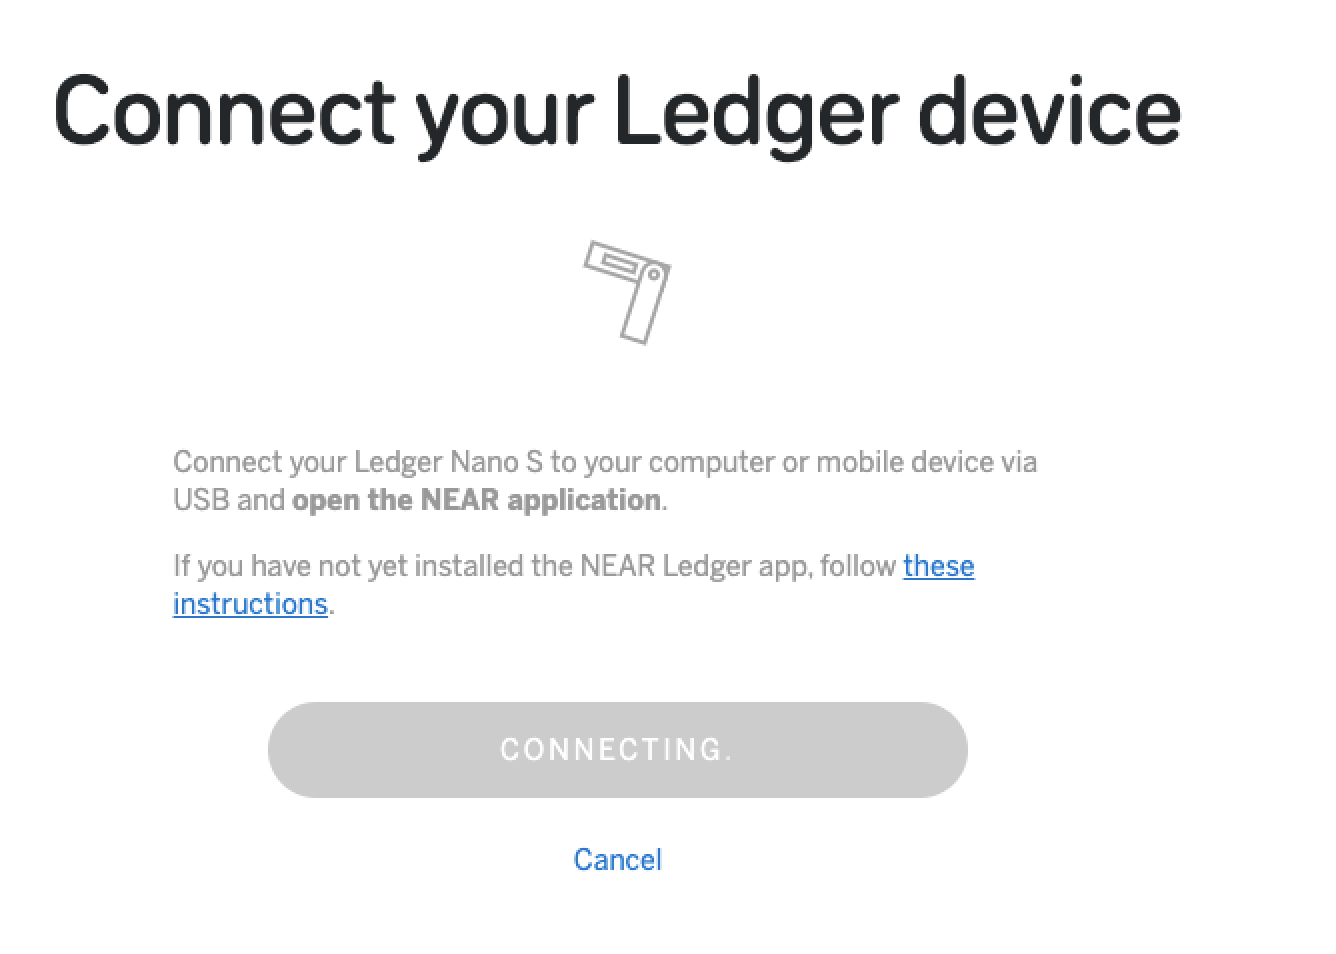 Connect your Ledger device
Connect your Ledger Nano S to your computer or mobile device via
USB and open the NEAR application.
If you have not yet installed the NEAR Ledger app, follow these
instructions.
CONNECTING.
Cancel